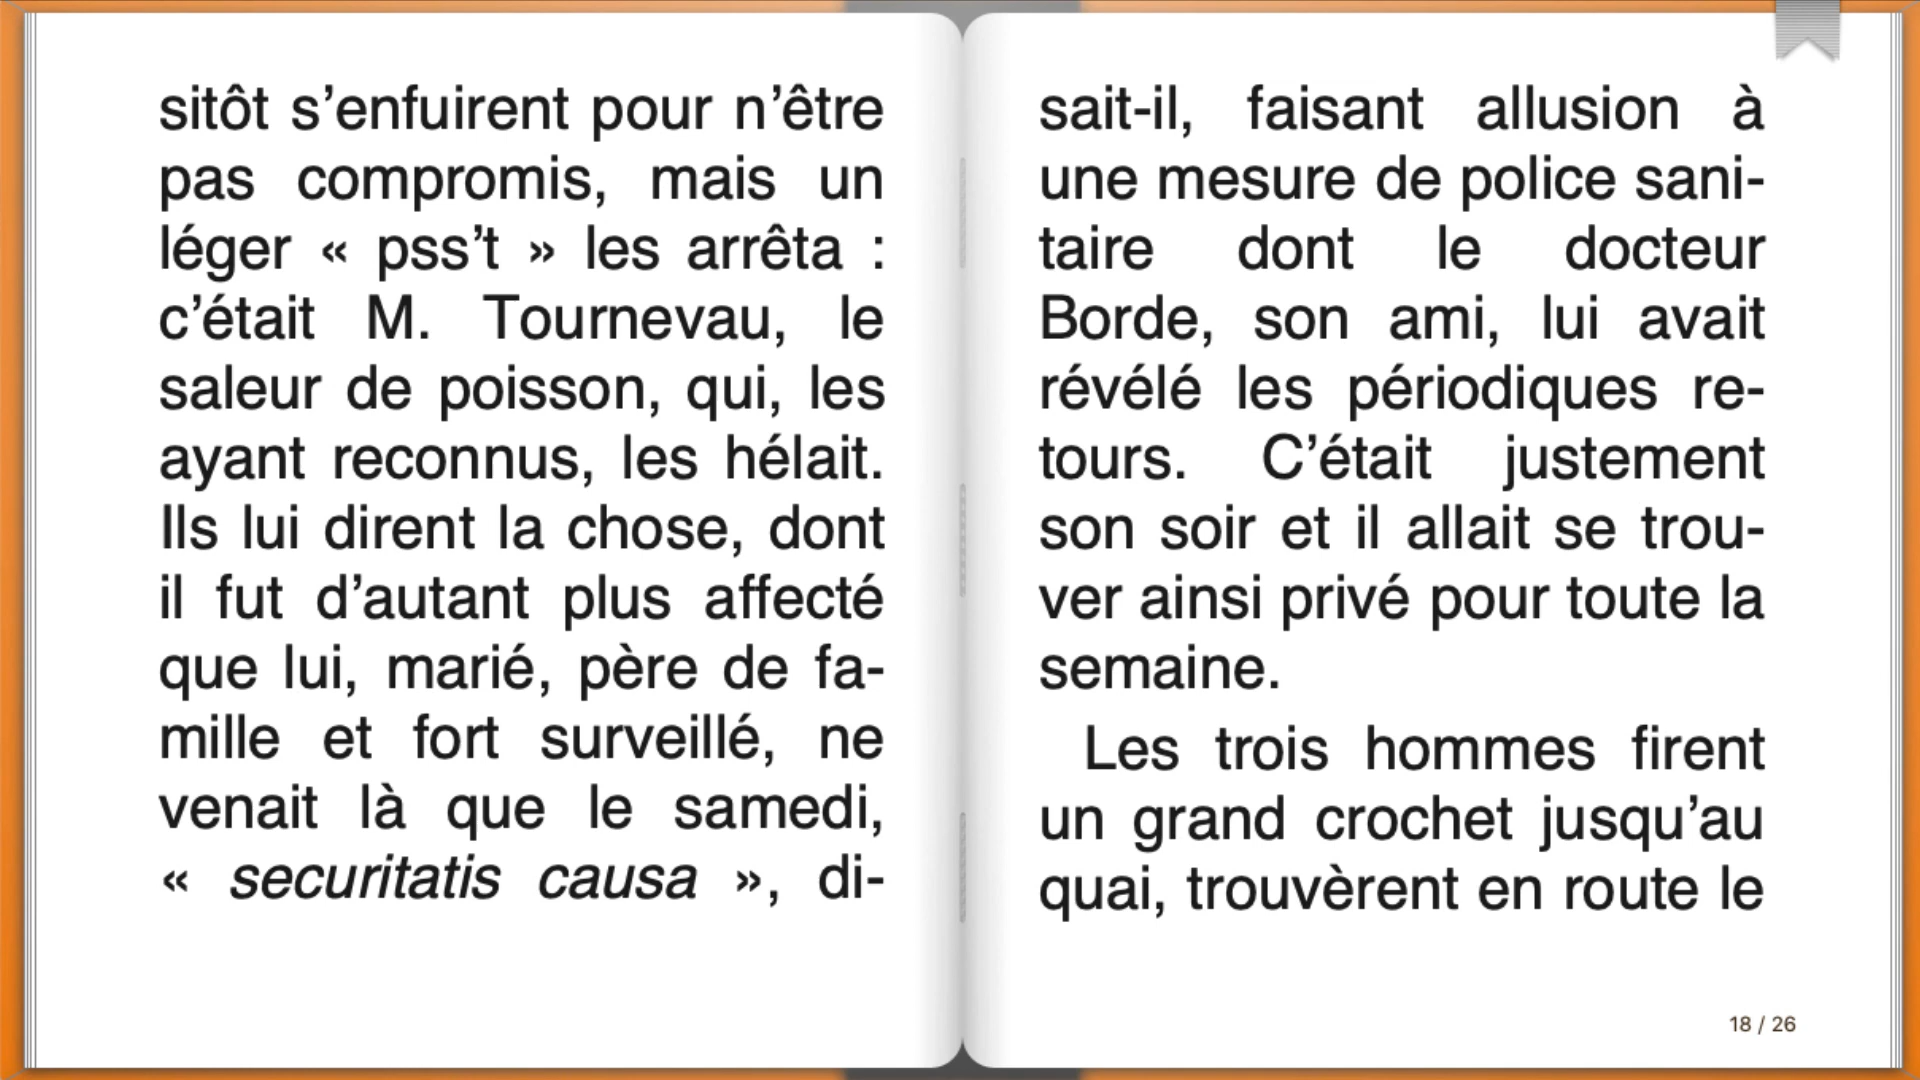 sitôt s’enfuirent pour n’être
pas compromis, mais un
léger « pss’t » les arrêta :
c’était M. Tournevau, le
saleur de poisson, qui, les
ayant reconnus, les hélait.
Ils lui dirent la chose, dont
il fut d’autant plus affecté
que lui, marié, père de fa-
mille et fort surveillé, ne
venait là que le samedi,
« securitatis causa », di-
sait-il, faisant allusion à
une mesure de police sani-
taire dont le docteur
Borde, son ami, lui avait
révélé les périodiques re-
tours. C’était justement
son soir et il allait se trou-
ver ainsi privé pour toute la
semaine.
Les trois hommes firent
un grand crochet jusqu’au
quai, trouvèrent en route le
18 / 26